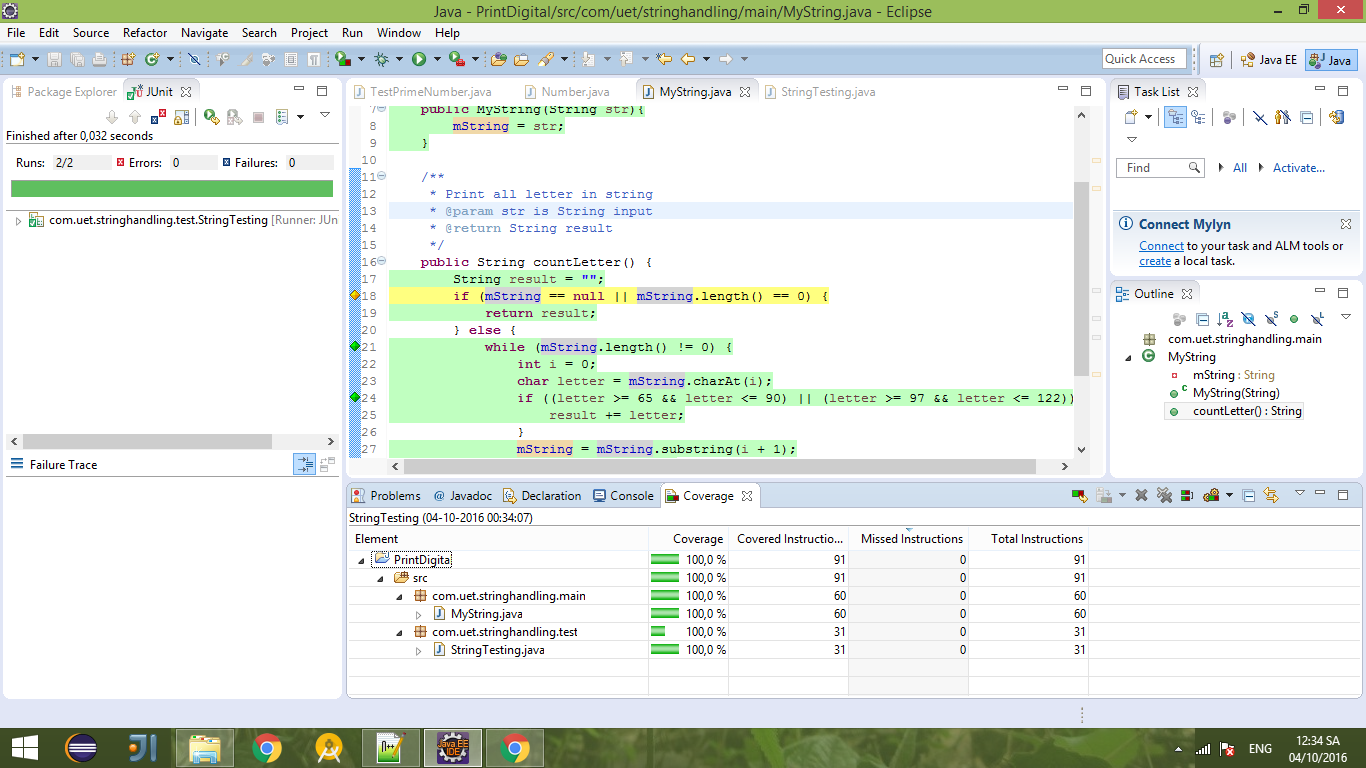 Java - PrintDigital/src/com/uet/stringhandling/main/MyString.java - Eclipse
File Edit Source Refactor Navigate Search Project Run Window Help
Quick Access Java EE Java
Package Explorer JUnit
Finished after 0,032 seconds
Runs: 2/2 Errors: 0 Failures: 0
com.uet.stringhandling.test.StringTesting [Runner: JUn
Failure Trace
TestPrimeNumber.java Number.java MyString.java StringTesting.java
7 public MyString(String str){
8 mString = str;
9 }
10
11 /**
12 * Print all letter in string
13 * @param str is String input
14 * @return String result
15 */
16 public String countLetter() {
17 String result = "";
18 if (mString == null || mString.length() == 0) {
19 return result;
20 } else {
21 while (mString.length() != 0) {
22 int i = 0;
23 char letter = mString.charAt(i);
24 if ((letter >= 65 && letter <= 90) || (letter >= 97 && letter <= 122))
25 result += letter;
26 }
27 mString = mString.substring(i + 1);
Task List
Find All Activate...
Connect Mylyn
Connect to your task and ALM tools or
create a local task.
Outline
com.uet.stringhandling.main
MyString
mString : String
MyString(String)
countLetter() : String
Problems @ Javadoc Declaration Console Coverage
StringTesting (04-10-2016 00:34:07)
Element Coverage Covered Instructio... Missed Instructions Total Instructions
PrintDigital 100,0 % 91 0 91
src 100,0 % 91 0 91
com.uet.stringhandling.main 100,0 % 60 0 60
MyString.java 100,0 % 60 0 60
com.uet.stringhandling.test 100,0 % 31 0 31
StringTesting.java 100,0 % 31 0 31
ENG 12:34 SA
04/10/2016